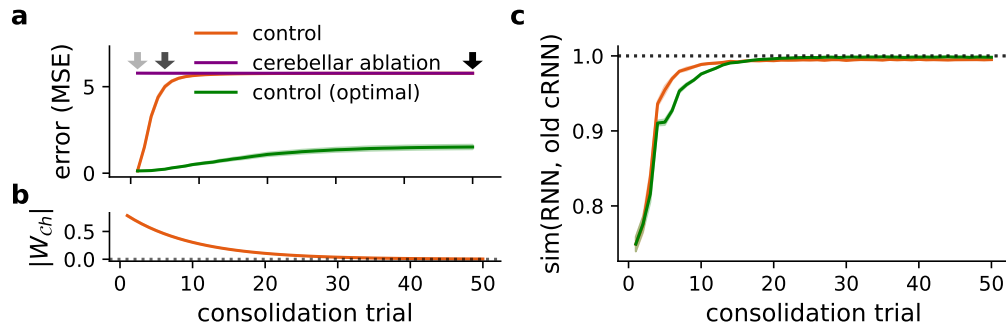 a
control
cerebellar ablation
control (optimal)
error (MSE)
5
0
b
|W_ch|
0.5
0.0
0 10 20 30 40 50
consolidation trial
c
sim(RNN, old cRNN)
1.0
0.9
0.8
0 10 20 30 40 50
consolidation trial